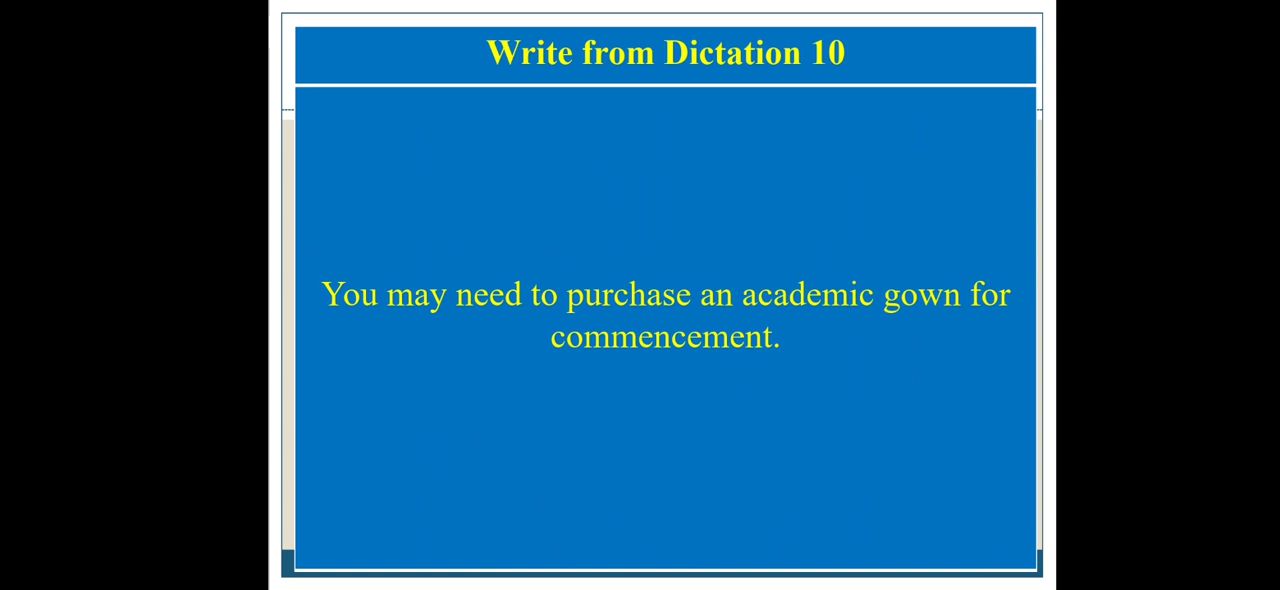 Write from Dictation 10
You may need to purchase an academic gown for
commencement.